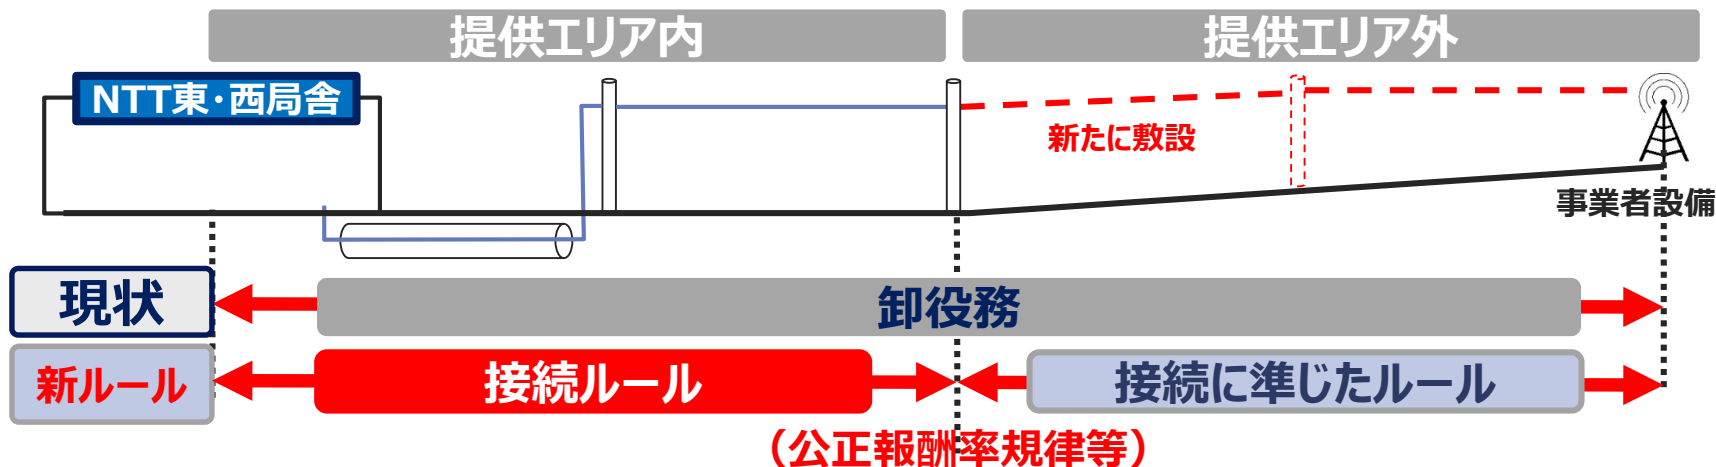 提供エリア内
提供エリア外
NTT東・西局舎
新たに敷設
事業者設備
現状
卸役務
新ルール
接続ルール
接続に準じたルール
（公正報酬率規律等）